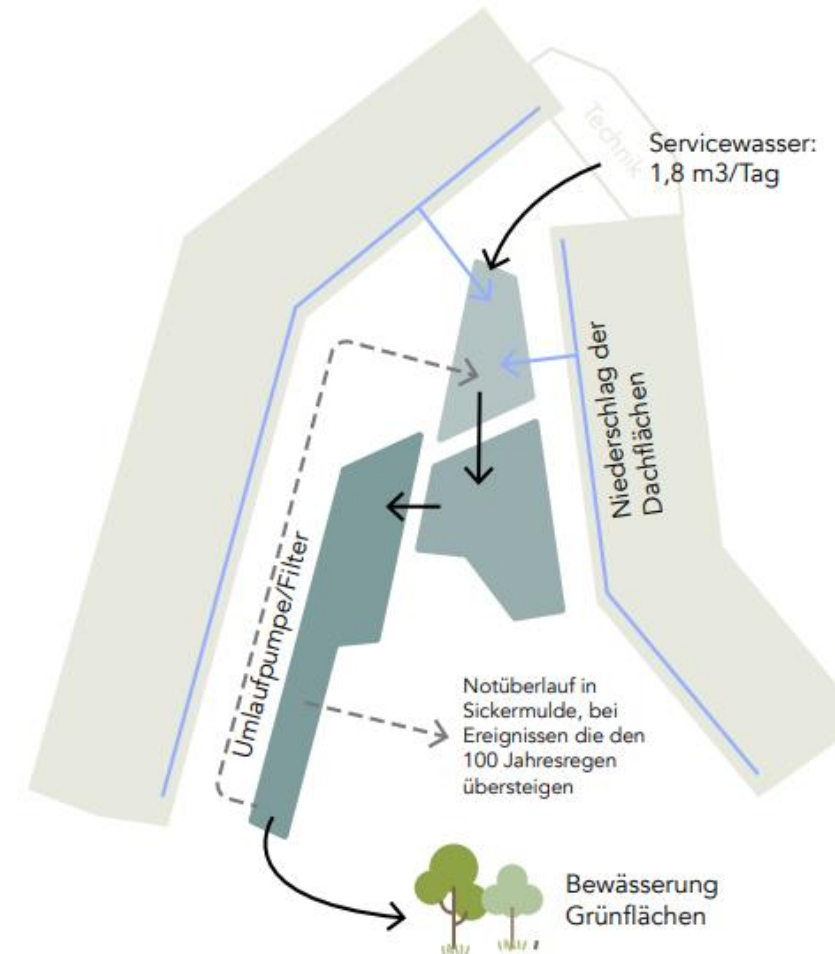 Technik
Servicewasser:
1,8 m3/Tag
Niederschlag der
Dachflächen
Umlaufpumpe/Filter
Notüberlauf in
Sickermulde, bei
Ereignissen die den
100 Jahresregen
übersteigen
Bewässerung
Grünflächen